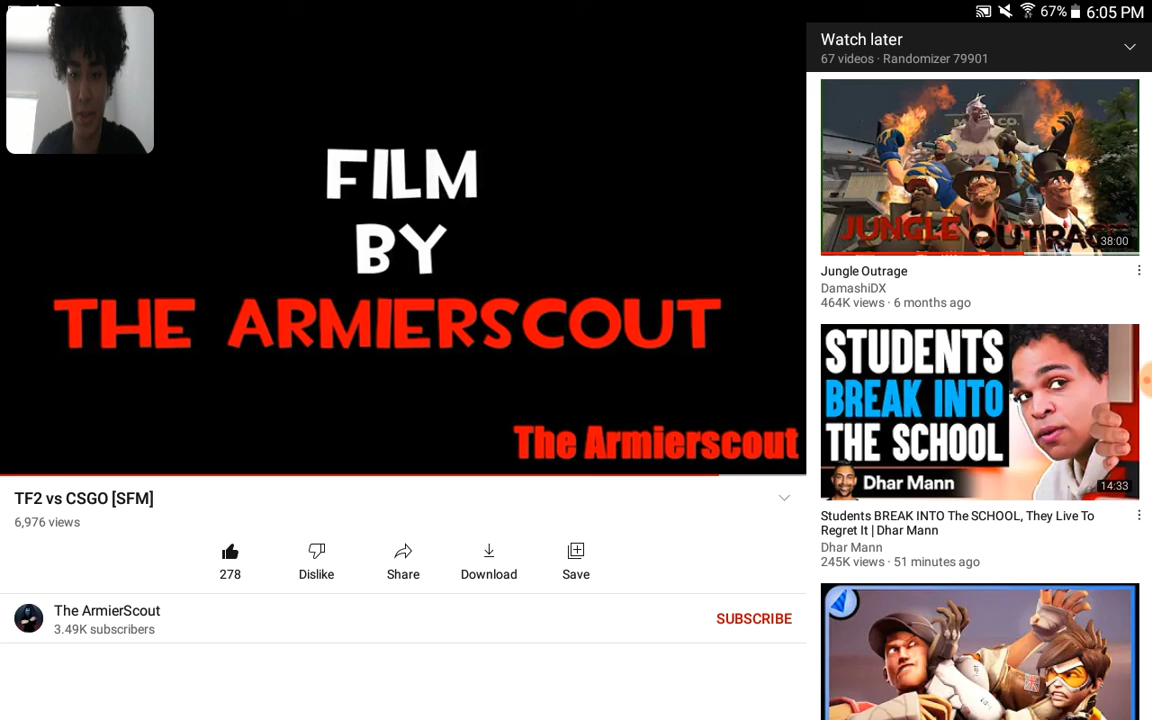 67% 6:05 PM
FILM
BY
THE ARMIERSCOUT
The Armierscout
TF2 vs CSGO [SFM]
6,976 views
278
Dislike
Share
Download
Save
The ArmierScout
3.49K subscribers
SUBSCRIBE
Watch later
67 videos · Randomizer 79901
JUNGLE OUTRAGE
38:00
Jungle Outrage
DamashiDX
464K views · 6 months ago
STUDENTS
BREAK INTO
THE SCHOOL
Dhar Mann
14:33
Students BREAK INTO The SCHOOL, They Live To
Regret It | Dhar Mann
Dhar Mann
245K views · 51 minutes ago